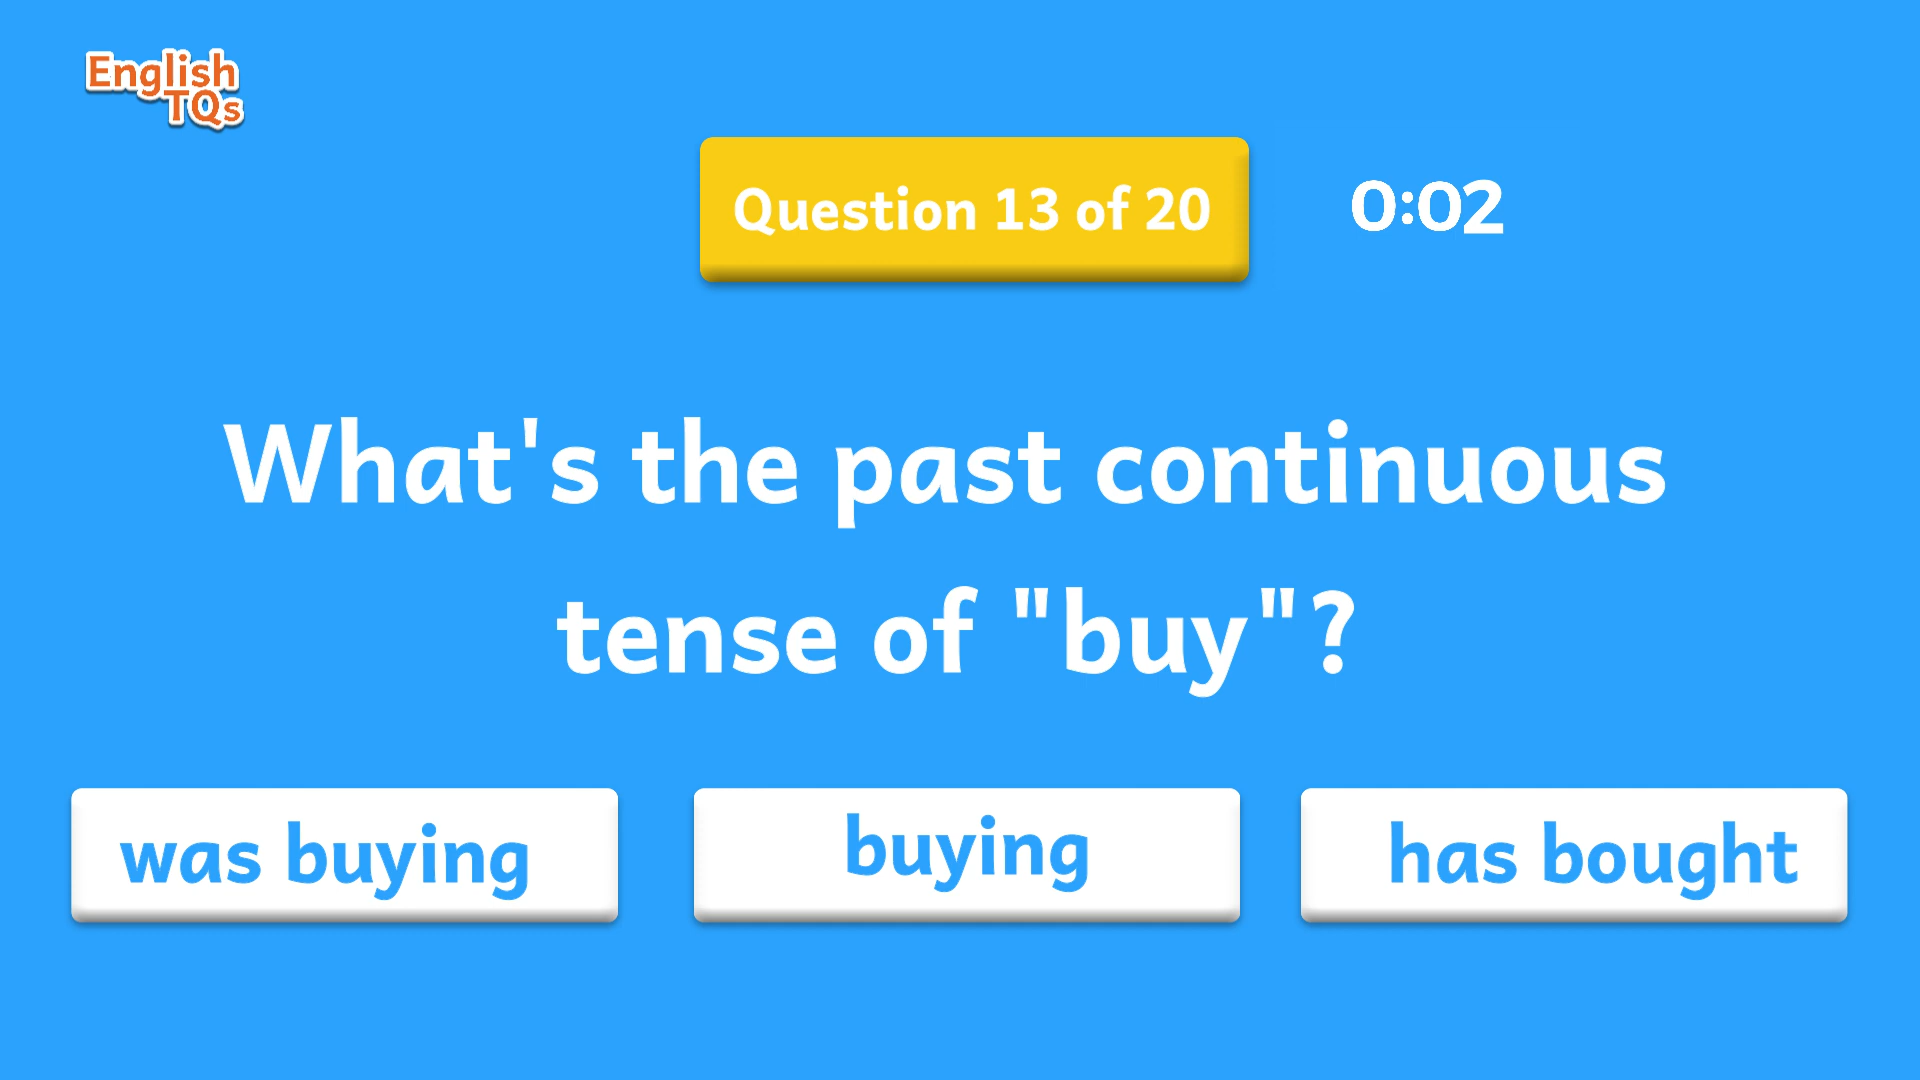 English
TQs
Question 13 of 20
0:02
What's the past continuous
tense of "buy"?
was buying
buying
has bought